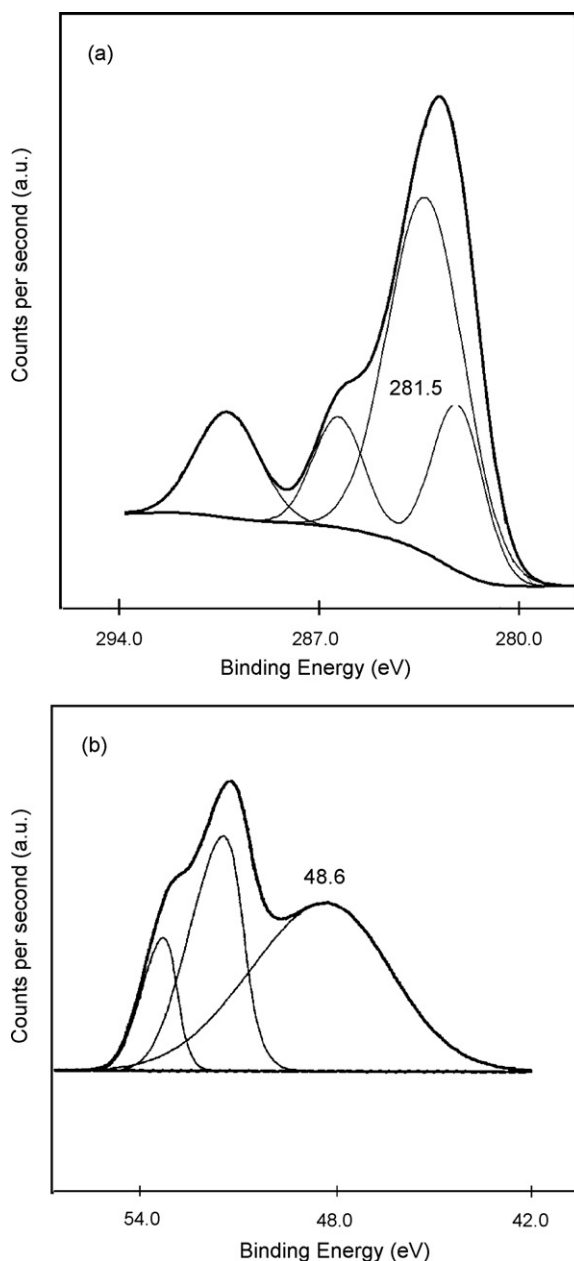 (a)
Counts per second (a.u.)
281.5
294.0 287.0 280.0
Binding Energy (eV)
(b)
Counts per second (a.u.)
48.6
54.0 48.0 42.0
Binding Energy (eV)